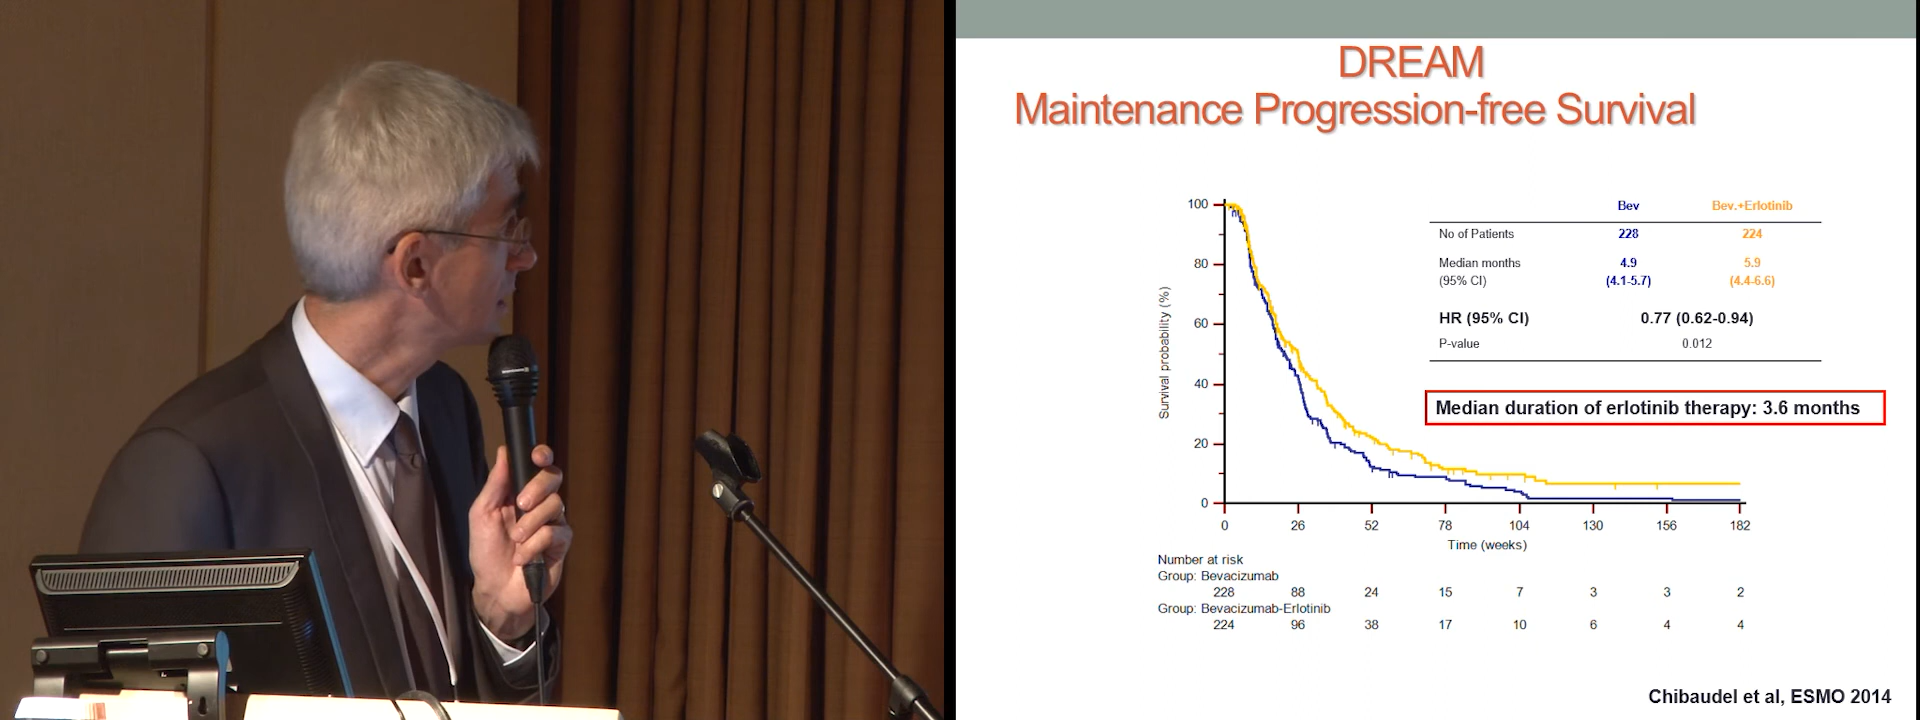 DREAM
Maintenance Progression-free Survival
Bev Bev.+Erlotinib
No of Patients 228 224
Median months 4.9 5.9
(95% CI) (4.1-5.7) (4.4-6.6)
HR (95% CI) 0.77 (0.62-0.94)
P-value 0.012
Median duration of erlotinib therapy: 3.6 months
Survival probability (%)
100
80
60
40
20
0
0 26 52 78 104 130 156 182
Time (weeks)
Number at risk
Group: Bevacizumab
228 88 24 15 7 3 3 2
Group: Bevacizumab-Erlotinib
224 96 38 17 10 6 4 4
Chibaudel et al, ESMO 2014